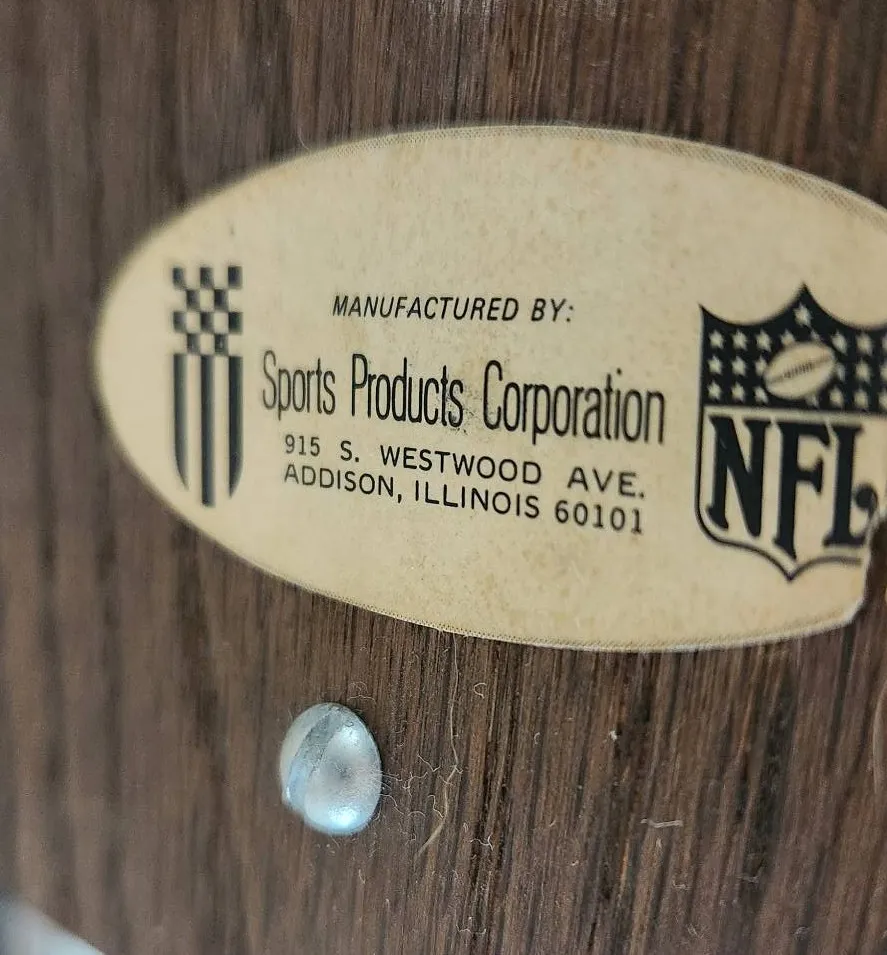 MANUFACTURED BY:
Sports Products Corporation
915 S. WESTWOOD AVE.
ADDISON, ILLINOIS 60101
NFL